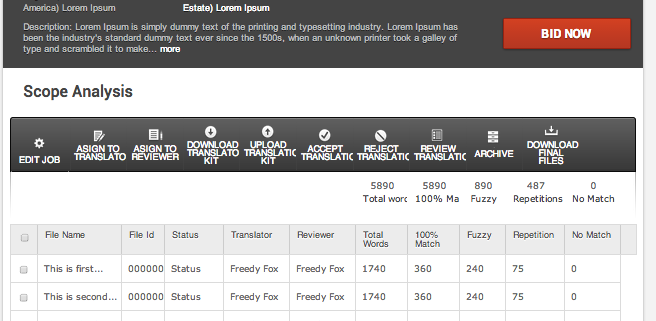 America) Lorem Ipsum Estate) Lorem Ipsum
Description: Lorem Ipsum is simply dummy text of the printing and typesetting industry. Lorem Ipsum has
been the industry's standard dummy text ever since the 1500s, when an unknown printer took a galley of
type and scrambled it to make... more
BID NOW
Scope Analysis
EDIT JOB
ASIGN TO
TRANSLATO
ASIGN TO
REVIEWER
DOWNLOAD
TRANSLATO
KIT
UPLOAD
TRANSLATIC
KIT
ACCEPT
TRANSLATIC
REJECT
TRANSLATIC
REVIEW
TRANSLATIC
ARCHIVE
DOWNLOAD
FINAL
FILES
5890 5890 890 487 0
Total word 100% Ma Fuzzy Repetitions No Match
File Name File Id Status Translator Reviewer Total Words 100% Match Fuzzy Repetition No Match
This is first... 000000 Status Freedy Fox Freedy Fox 1740 360 240 75 0
This is second... 000000 Status Freedy Fox Freedy Fox 1740 360 240 75 0